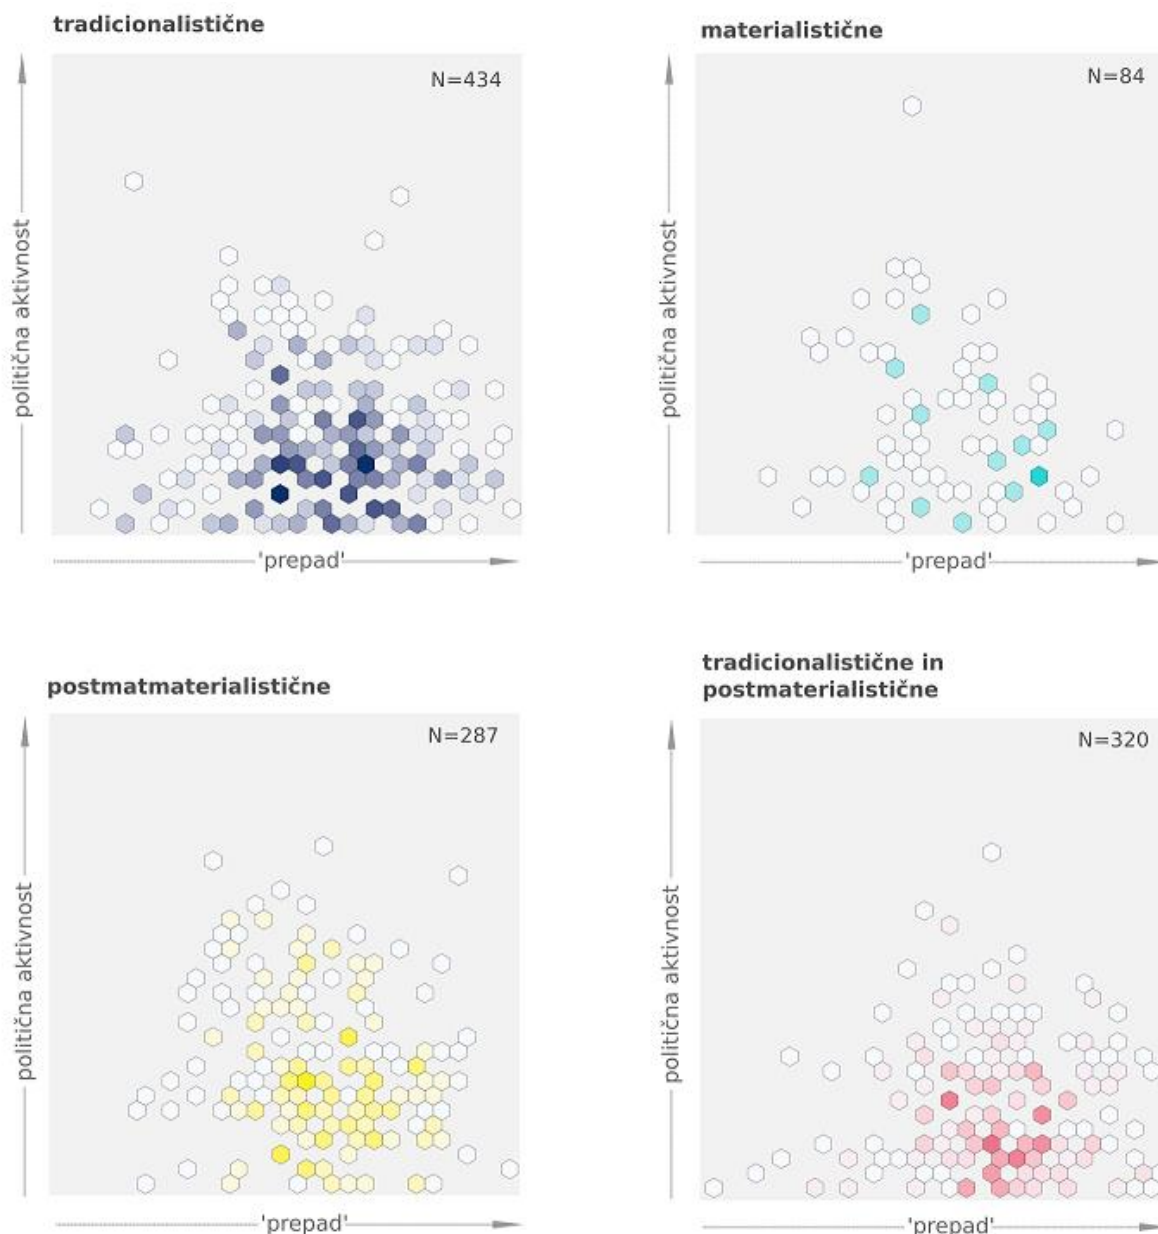 tradicionalistične
N=434
politična aktivnost
'prepad'
materialistične
N=84
politična aktivnost
'prepad'
postmatmaterialistične
N=287
politična aktivnost
'prepad'
tradicionalistične in
postmaterialistične
N=320
politična aktivnost
'prepad'